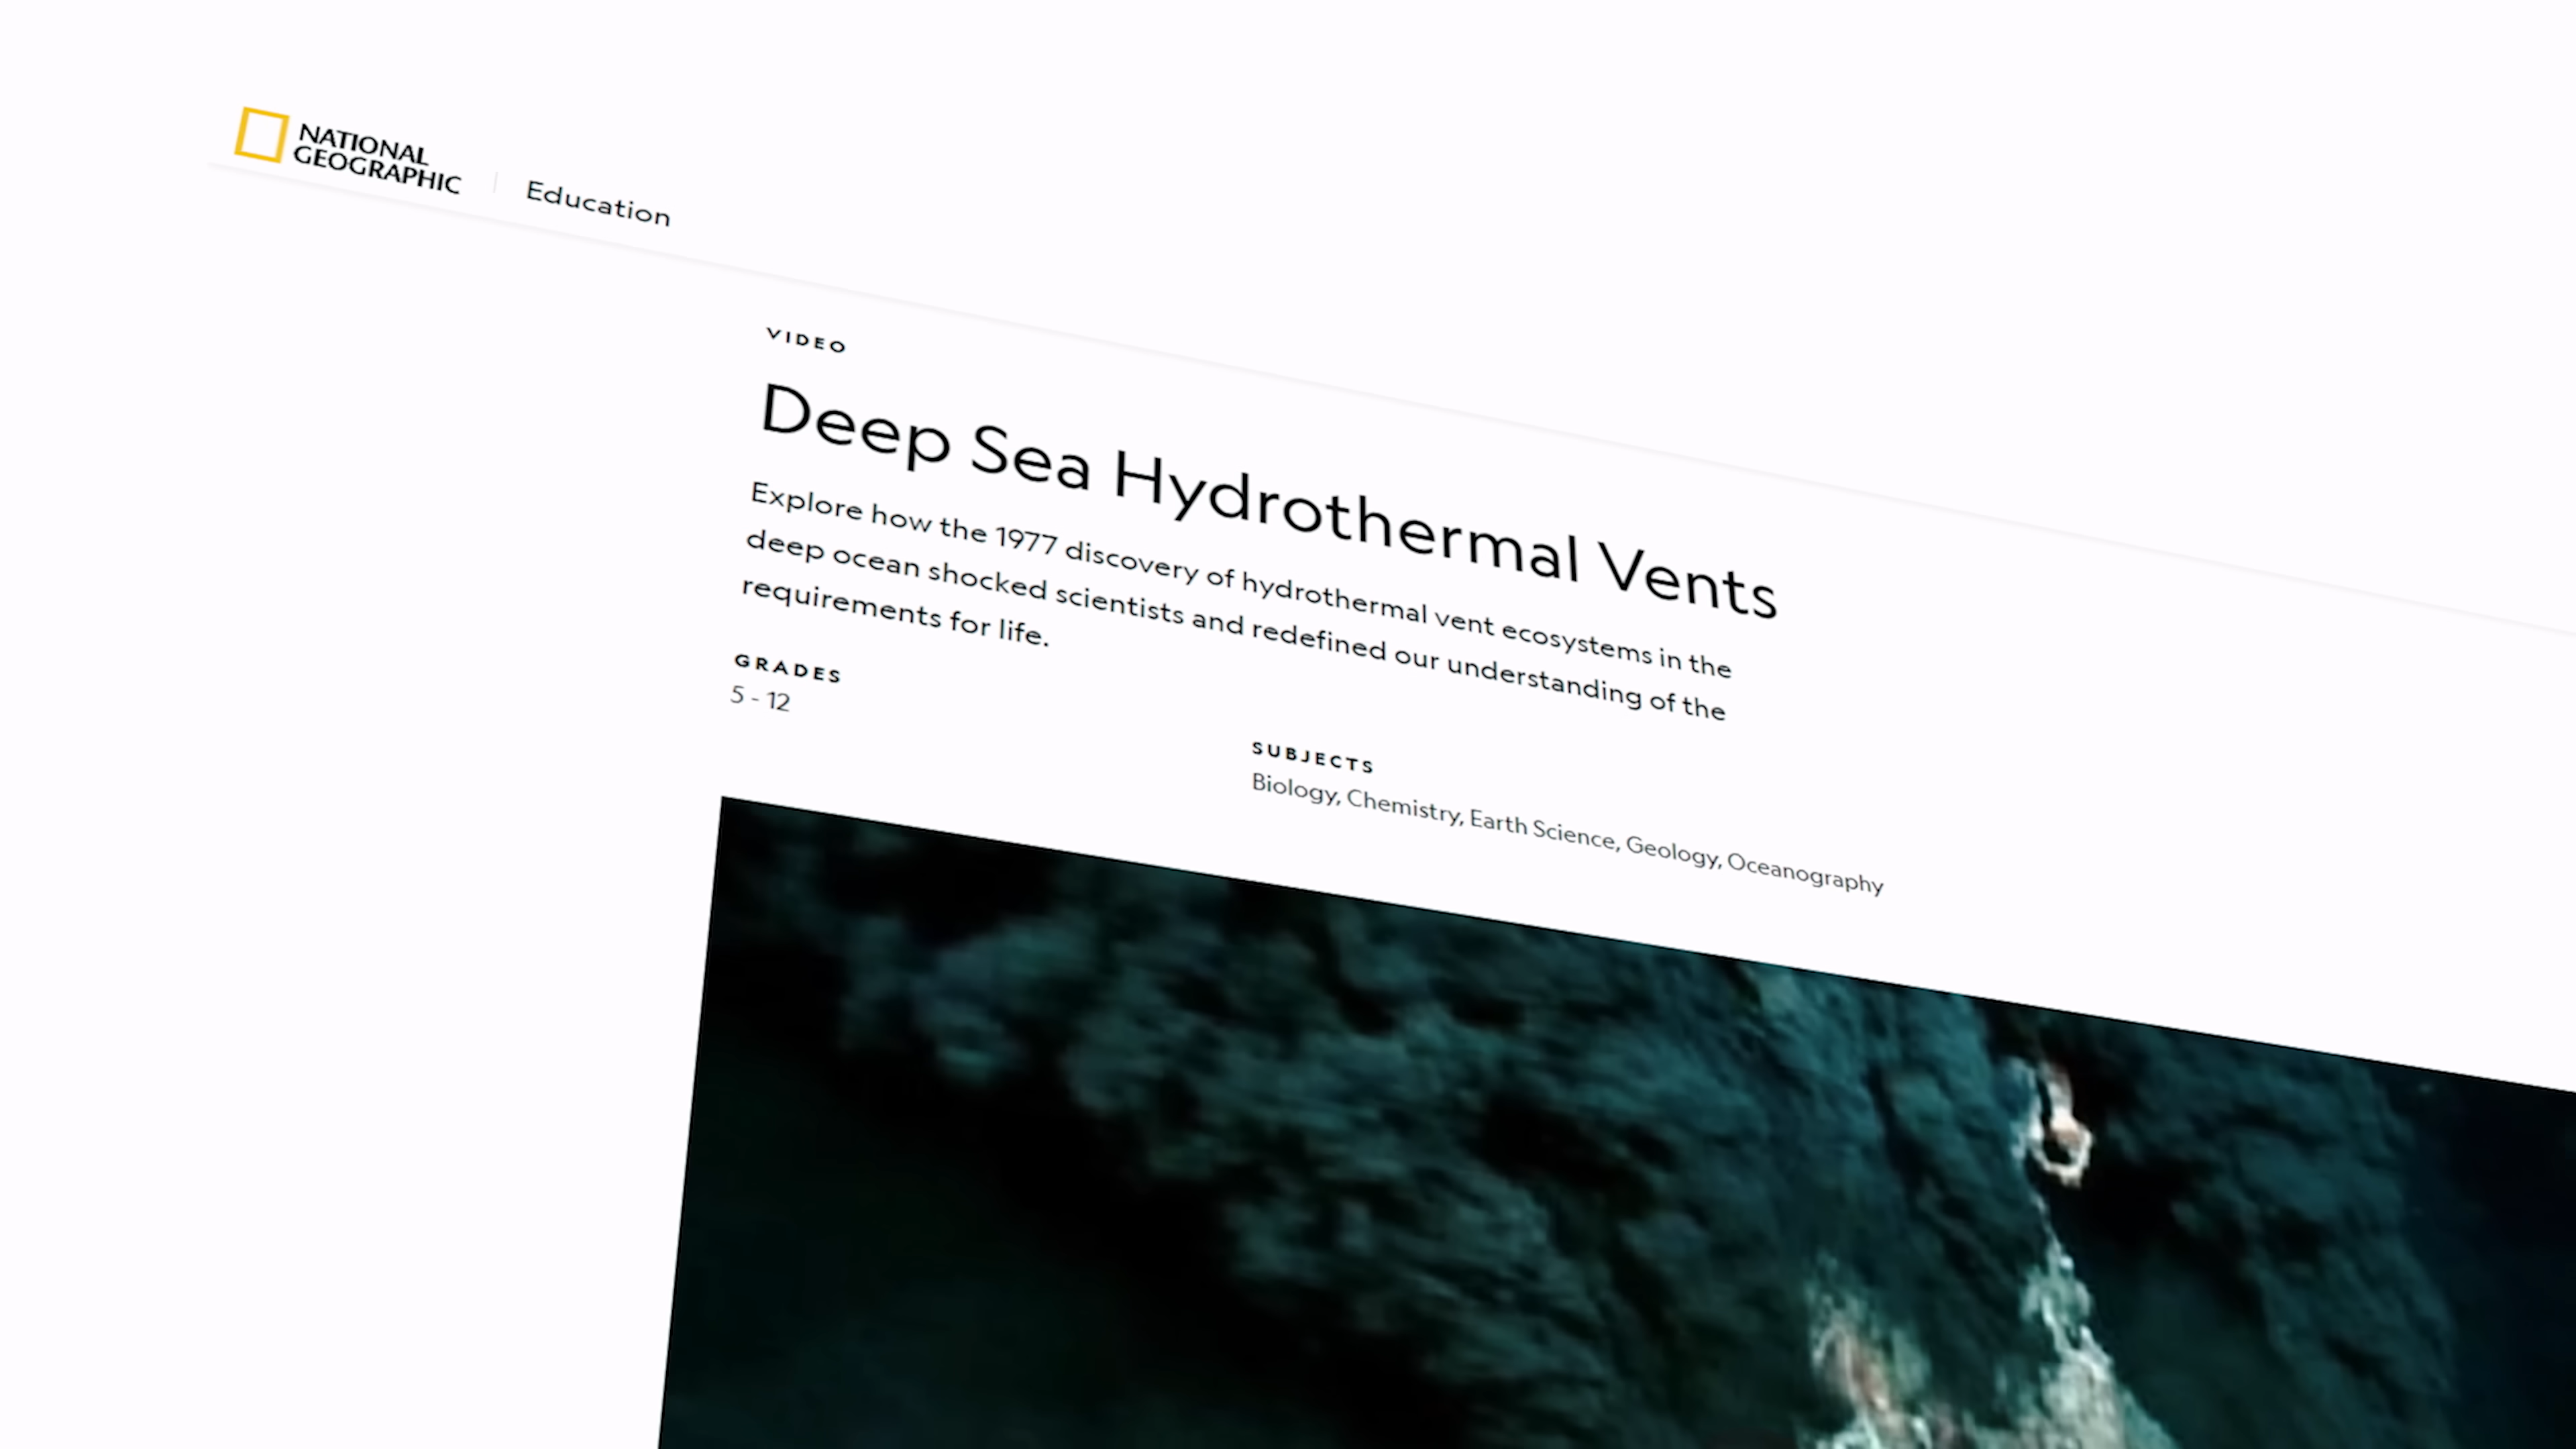 NATIONAL
GEOGRAPHIC
Education
VIDEO
Deep Sea Hydrothermal Vents
Explore how the 1977 discovery of hydrothermal vent ecosystems in the
deep ocean shocked scientists and redefined our understanding of the
requirements for life.
GRADES
5 - 12
SUBJECTS
Biology, Chemistry, Earth Science, Geology, Oceanography